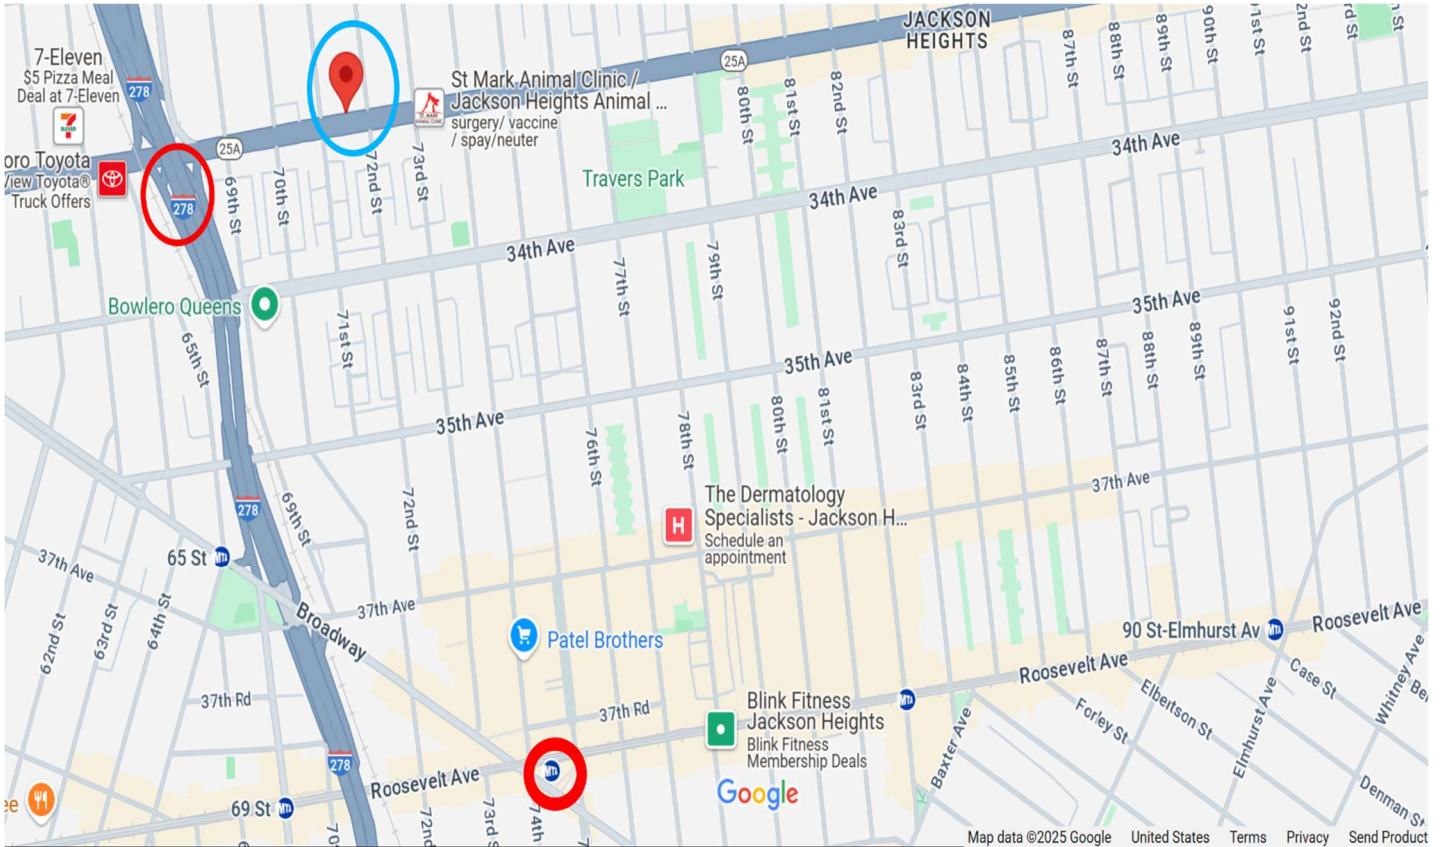 JACKSON
HEIGHTS
7-Eleven
$5 Pizza Meal
Deal at 7-Eleven
ELEVEN
278
St Mark Animal Clinic /
Jackson Heights Animal ...
surgery/ vaccine
/ spay/neuter
25A
80th St
81st St
82nd St
87th St
88th St
89th St
90th St
oro Toyota
View Toyota®
Truck Offers
25A
278
69th St
70th St
72nd St
73rd St
Travers Park
34th Ave
34th Ave
34th Ave
83rd St
77th St
79th St
Bowlero Queens
65th St
71st St
35th Ave
35th Ave
35th Ave
83rd St
84th St
85th St
86th St
87th St
88th St
89th St
91st St
92nd St
76th St
78th St
80th St
81st St
278
69th St
72nd St
The Dermatology
Specialists - Jackson H...
Schedule an
appointment
H
37th Ave
65 St
MTA
37th Ave
37th Ave
62nd St
63rd St
64th St
Broadway
Patel Brothers
90 St-Elmhurst Av
MTA
Roosevelt Ave
Roosevelt Ave
37th Rd
37th Rd
Blink Fitness
Jackson Heights
Blink Fitness
Membership Deals
MTA
Baxter Ave
Forley St
Elbertson St
Elmhurst Ave
Case St
Whitney Ave
Denman St
278
Roosevelt Ave
MTA
69 St
MTA
ee
72nd
73rd S
74th
Google
Map data ©2025 Google
United States
Terms
Privacy
Send Product